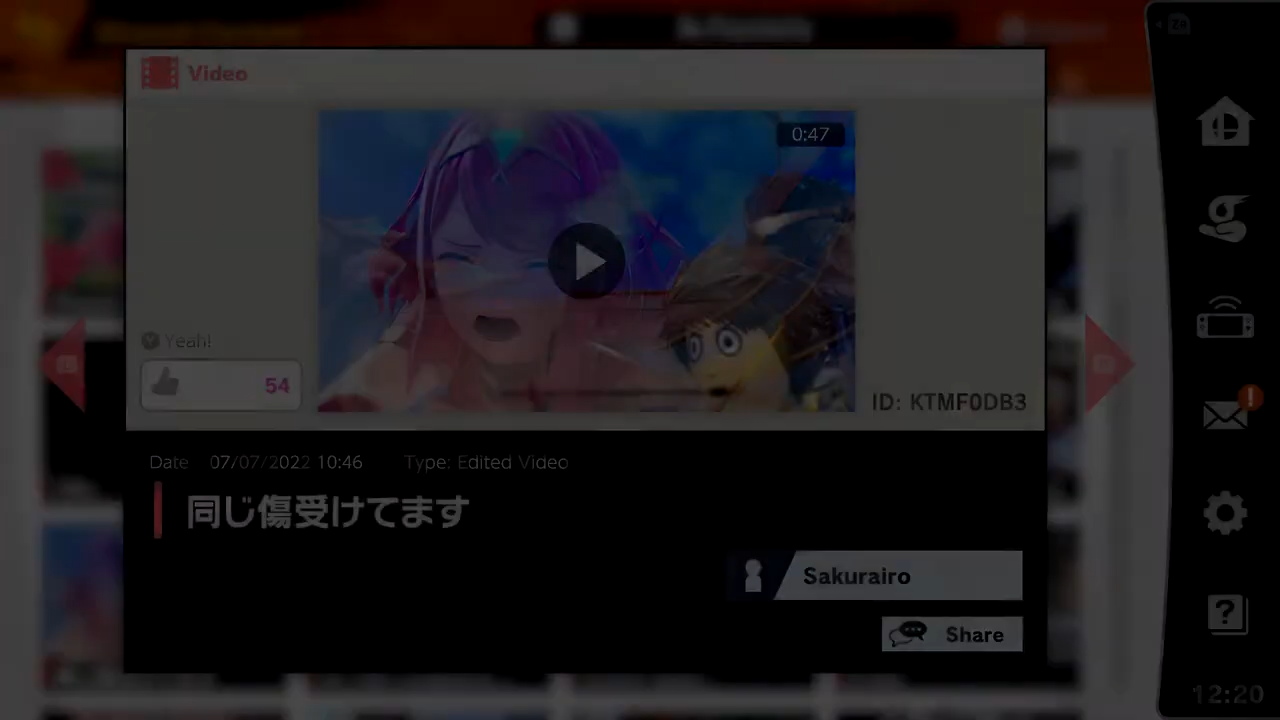 ZR
Video
0:47
Yeah!
54
ID: KTMF0DB3
Date 07/07/2022 10:46 Type: Edited Video
同じ傷受けてます
Sakurairo
Share
12:20